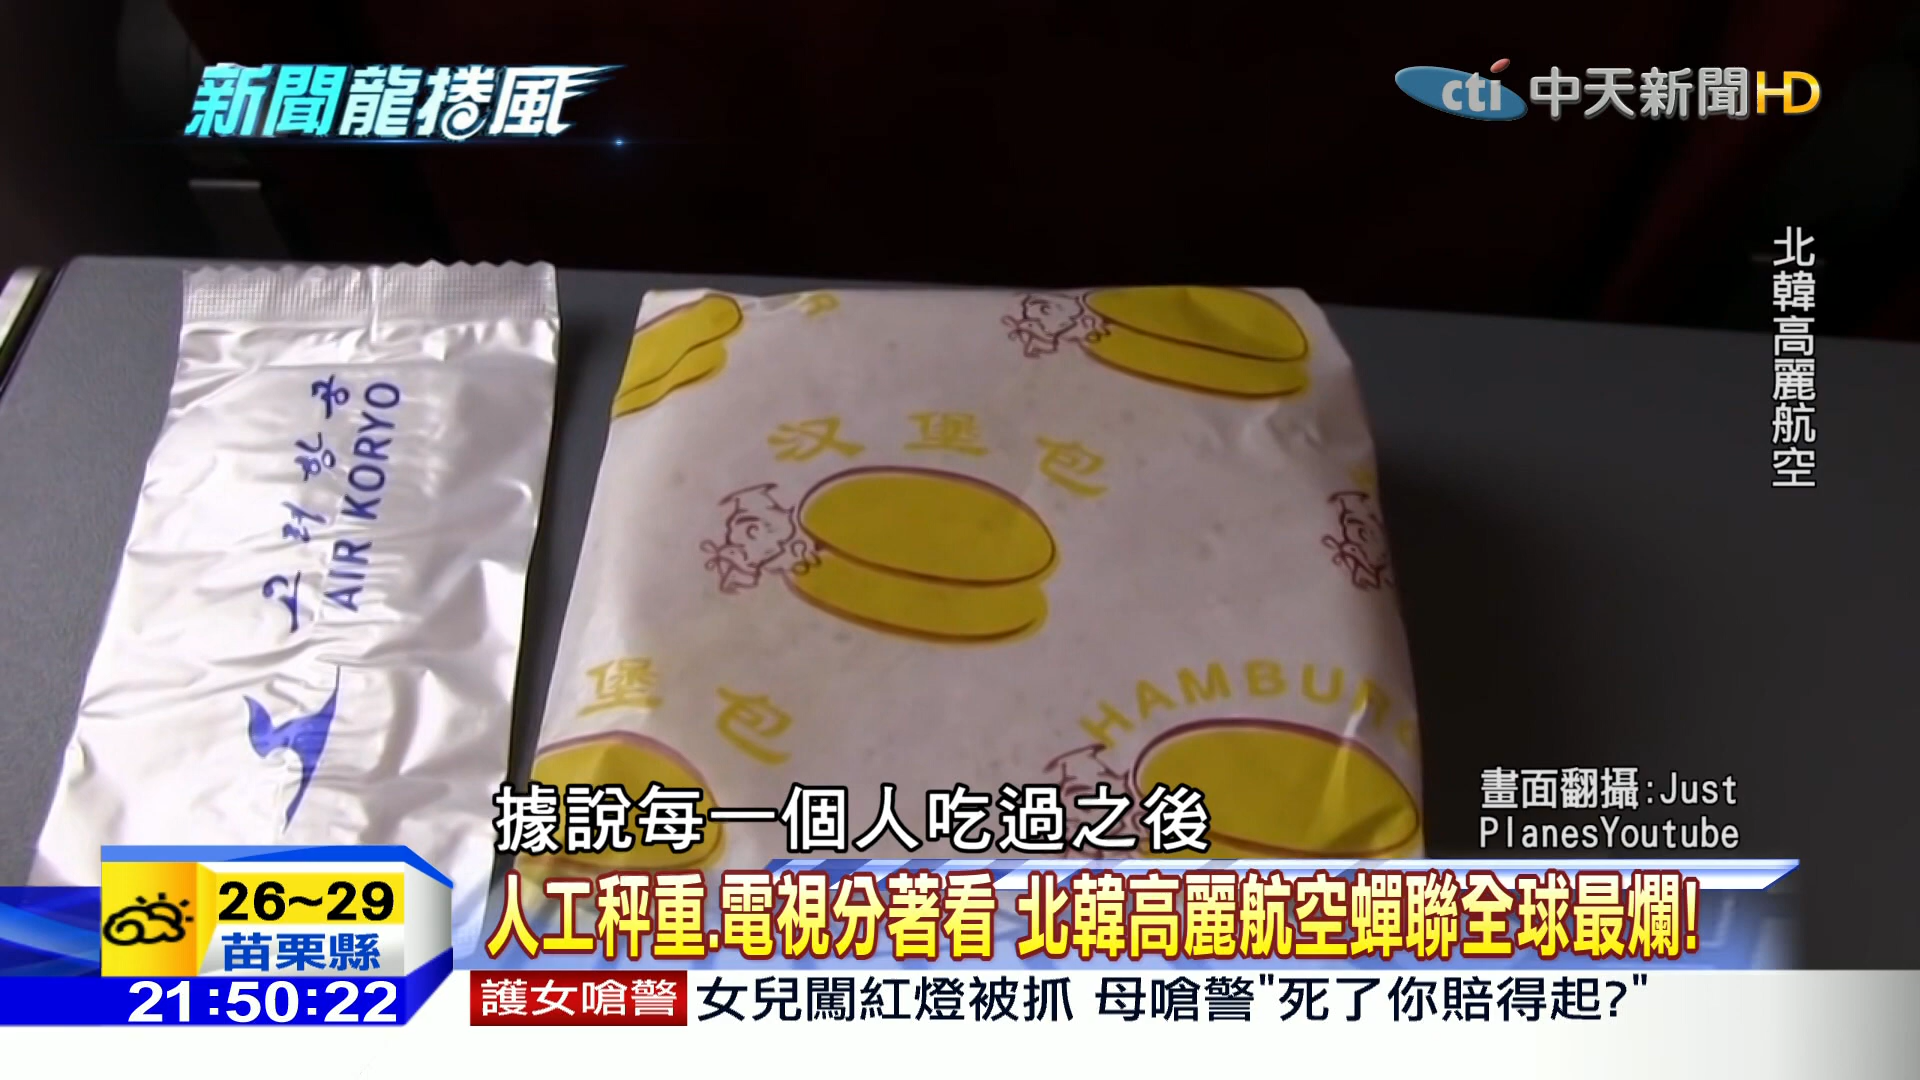 新聞龍捲風
cti 中天新聞HD
北韓高麗航空
고려항공
AIR KORYO
汉堡包
堡包
HAMBURG
畫面翻攝:Just
PlanesYoutube
據說每一個人吃過之後
人工秤重.電視分著看 北韓高麗航空蟬聯全球最爛!
26~29
苗栗縣
21:50:22
護女嗆警 女兒闖紅燈被抓 母嗆警"死了你賠得起?"